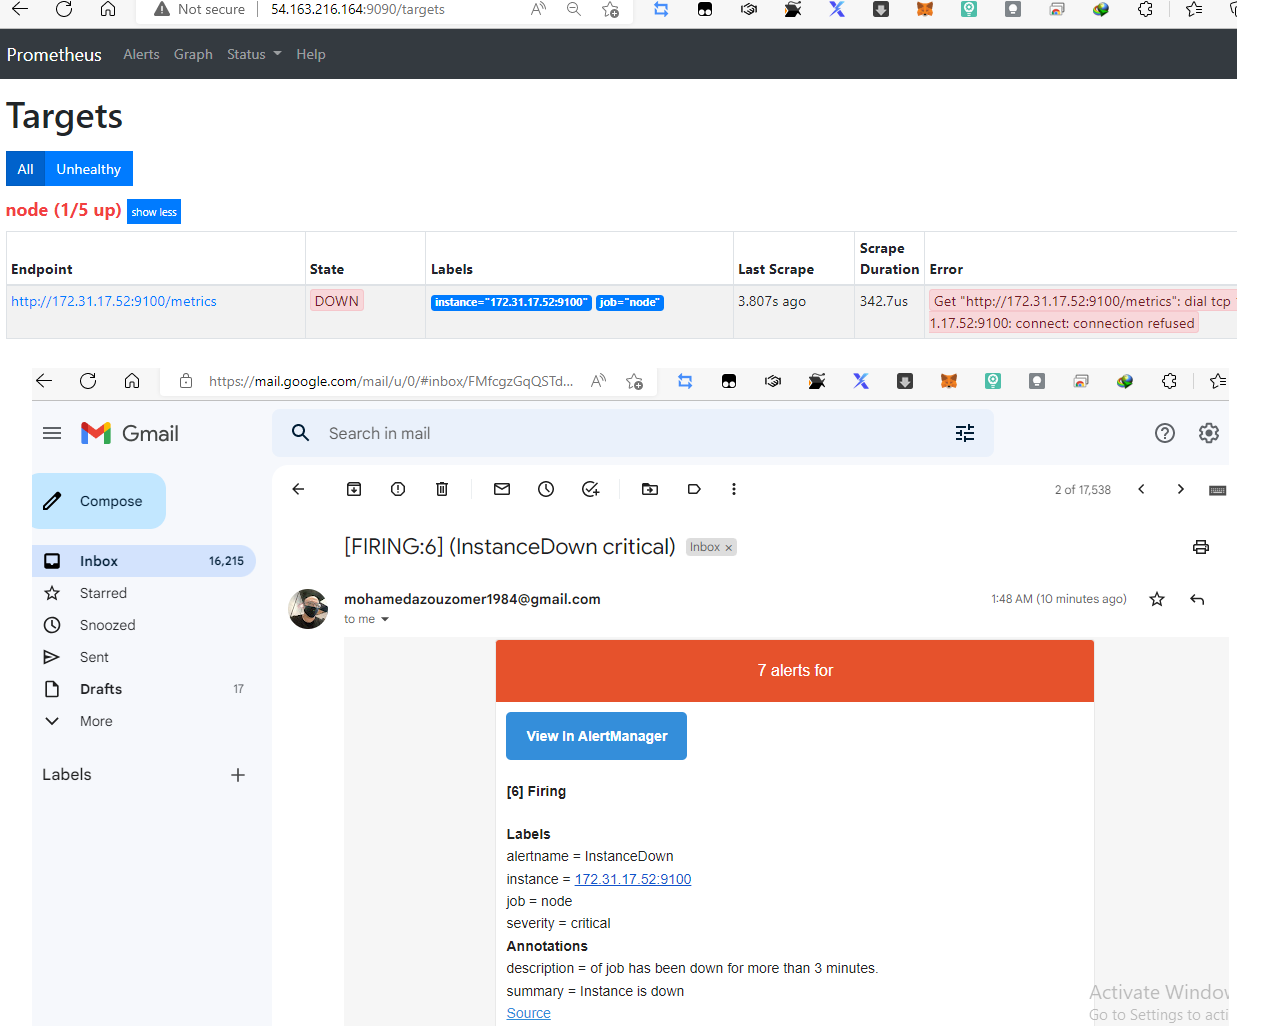 Not secure | 54.163.216.164:9090/targets
Prometheus Alerts Graph Status Help
Targets
All Unhealthy
node (1/5 up) show less
Endpoint State Labels Last Scrape Scrape Duration Error
http://172.31.17.52:9100/metrics DOWN instance="172.31.17.52:9100" job="node" 3.807s ago 342.7us Get "http://172.31.17.52:9100/metrics": dial tcp
1.17.52:9100: connect: connection refused
https://mail.google.com/mail/u/0/#inbox/FMfcgzGqQSTd...
Gmail Search in mail
Compose
2 of 17,538
Inbox 16,215
Starred
Snoozed
Sent
Drafts 17
More
Labels
[FIRING:6] (InstanceDown critical) Inbox ×
mohamedazouzomer1984@gmail.com 1:48 AM (10 minutes ago)
to me
7 alerts for
View In AlertManager
[6] Firing
Labels
alertname = InstanceDown
instance = 172.31.17.52:9100
job = node
severity = critical
Annotations
description = of job has been down for more than 3 minutes.
summary = Instance is down
Source
Activate Window
Go to Settings to acti